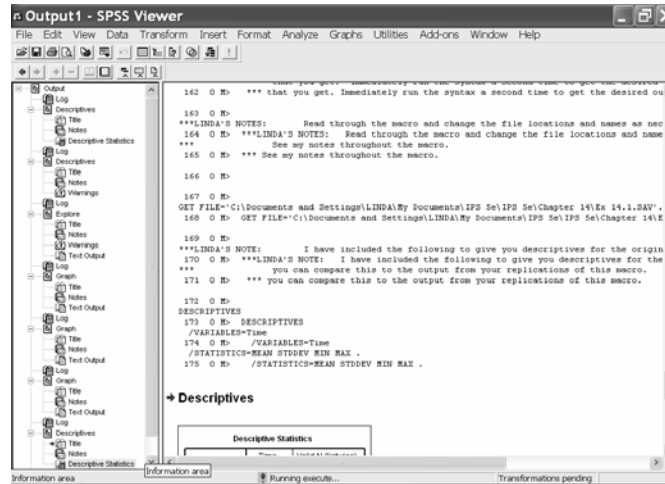 Output1 - SPSS Viewer
File Edit View Data Transform Insert Format Analyze Graphs Utilities Add-ons Window Help
Output
Log
Descriptives
Title
Notes
Descriptive Statistics
Log
Descriptives
Title
Notes
Warnings
Log
Explore
Title
Notes
Warnings
Text Output
Log
Graph
Title
Notes
Text Output
Log
Graph
Title
Notes
Text Output
Log
Graph
Title
Notes
Text Output
Log
Descriptives
Title
Notes
Descriptive Statistics
162 0 M> *** that you get. Immediately run the syntax a second time to get the desired ou
163 0 M>
***LINDA'S NOTES: Read through the macro and change the file locations and names as nec
164 0 M> ***LINDA'S NOTES: Read through the macro and change the file locations and name
*** See my notes throughout the macro.
165 0 M> *** See my notes throughout the macro.
166 0 M>
167 0 M>
GET FILE='C:\Documents and Settings\LINDA\My Documents\IPS 5e\IPS 5e\Chapter 14\Ex 14.1.SAV'.
168 0 M> GET FILE='C:\Documents and Settings\LINDA\My Documents\IPS 5e\IPS 5e\Chapter 14\E
169 0 M>
***LINDA'S NOTE: I have included the following to give you descriptives for the origin
170 0 M> ***LINDA'S NOTE: I have included the following to give you descriptives for the
*** you can compare this to the output from your replications of this macro.
171 0 M> *** you can compare this to the output from your replications of this macro.
172 0 M>
DESCRIPTIVES
173 0 M> DESCRIPTIVES
/VARIABLES=Time
174 0 M> /VARIABLES=Time
/STATISTICS=MEAN STDDEV MIN MAX .
175 0 M> /STATISTICS=MEAN STDDEV MIN MAX .
Descriptives
Descriptive Statistics
Information area
Information area
Running execute...
Transformations pending